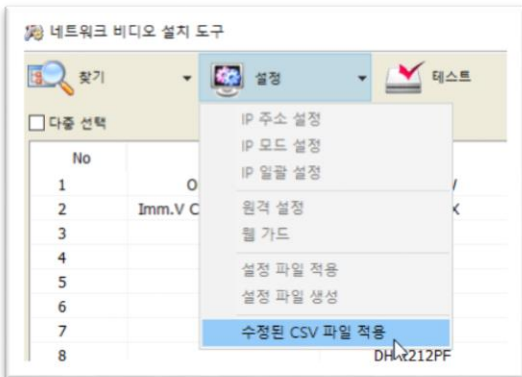 네트워크 비디오 설치 도구
찾기 설정 테스트
다중 선택
No
1
2 Imm.V C
3
4
5
6
7
8
IP 주소 설정
IP 모드 설정
IP 일괄 설정
원격 설정
웹 가드
설정 파일 적용
설정 파일 생성
수정된 CSV 파일 적용